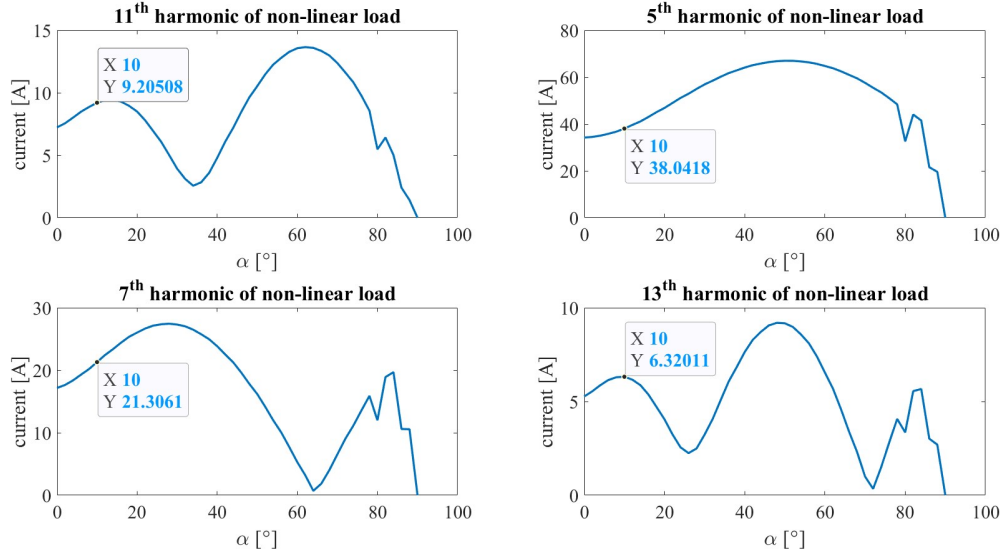 11th harmonic of non-linear load
current [A]
15
10
5
0
X 10
Y 9.20508
0 20 40 60 80 100
α [°]
5th harmonic of non-linear load
current [A]
80
60
40
20
0
X 10
Y 38.0418
0 20 40 60 80 100
α [°]
7th harmonic of non-linear load
current [A]
30
20
10
0
X 10
Y 21.3061
0 20 40 60 80 100
α [°]
13th harmonic of non-linear load
current [A]
10
5
0
X 10
Y 6.32011
0 20 40 60 80 100
α [°]